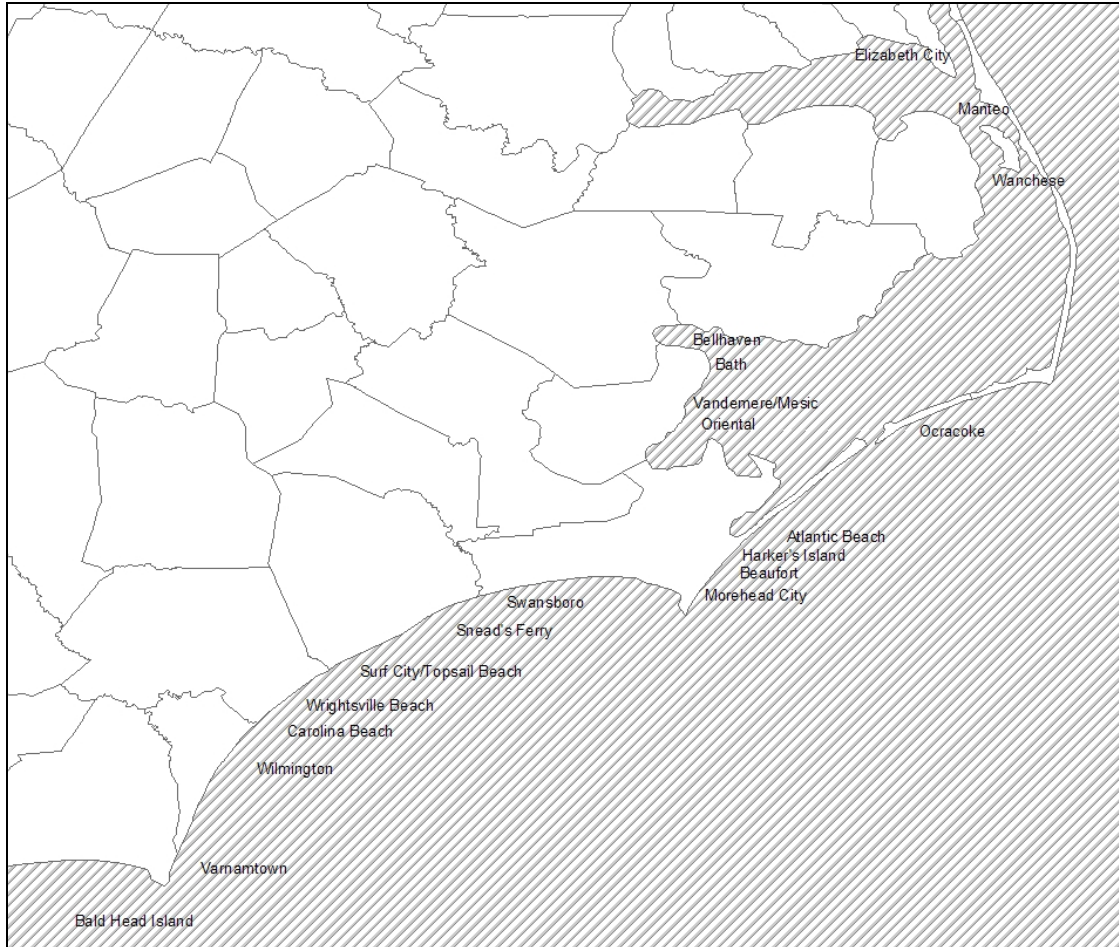 Elizabeth City
Manteo
Wanchese
Bellhaven
Bath
Vandemere/Mesic
Oriental
Ocracoke
Atlantic Beach
Harker's Island
Beaufort
Morehead City
Swansboro
Snead's Ferry
Surf City/Topsail Beach
Wrightsville Beach
Carolina Beach
Wilmington
Varnamtown
Bald Head Island